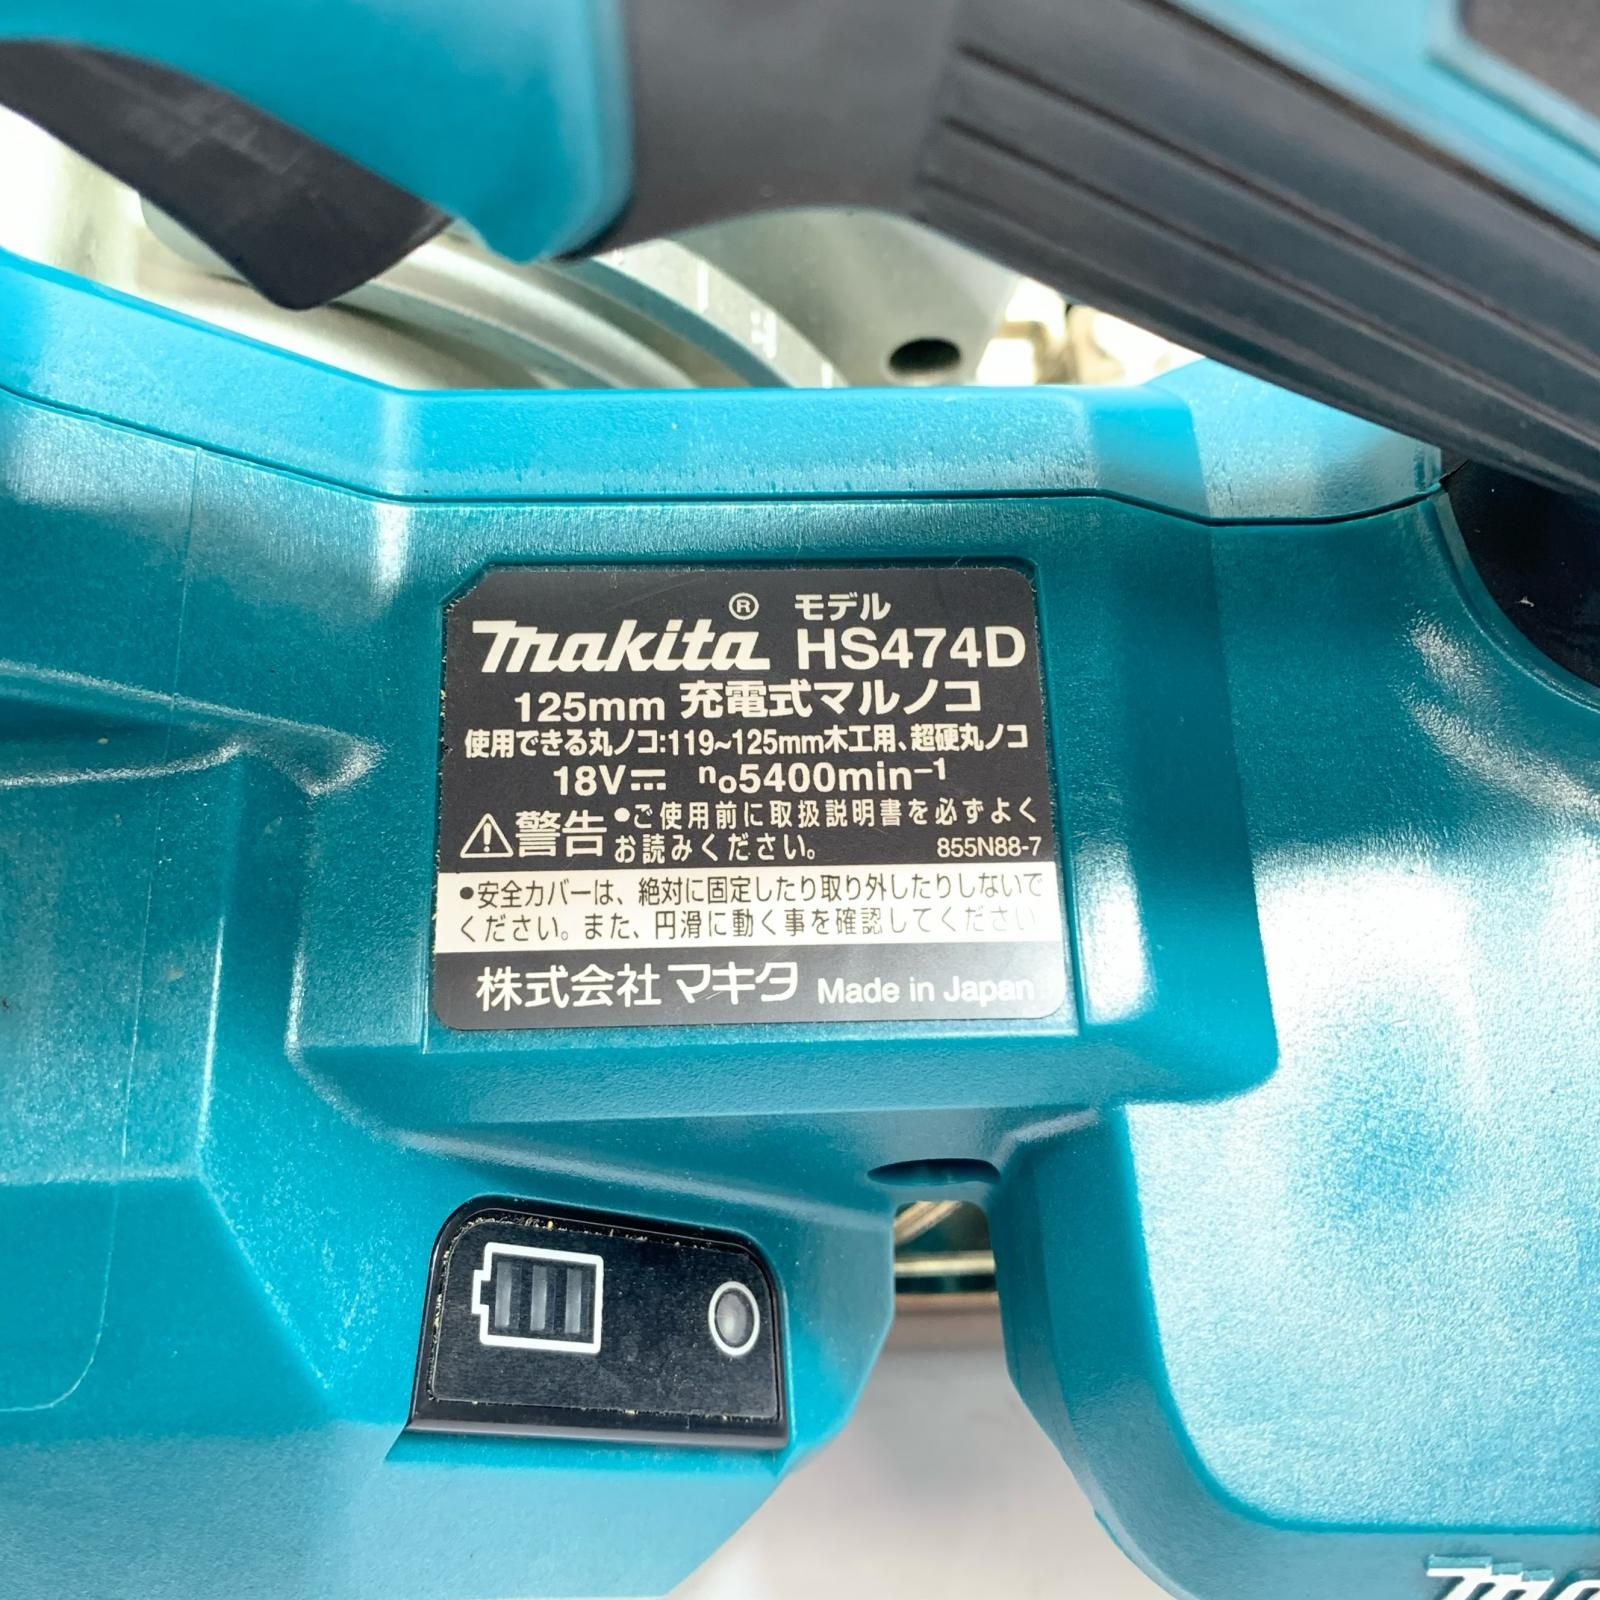 makita® モデル HS474D
125mm 充電式マルノコ
使用できる丸ノコ:119~125mm木工用、超硬丸ノコ
18V⎓ n₀5400min⁻¹
⚠警告 •ご使用前に取扱説明書を必ずよく
お読みください。 855N88-7
•安全カバーは、絶対に固定したり取り外したりしないで
ください。また、円滑に動く事を確認してください
株式会社マキタ Made in Japan